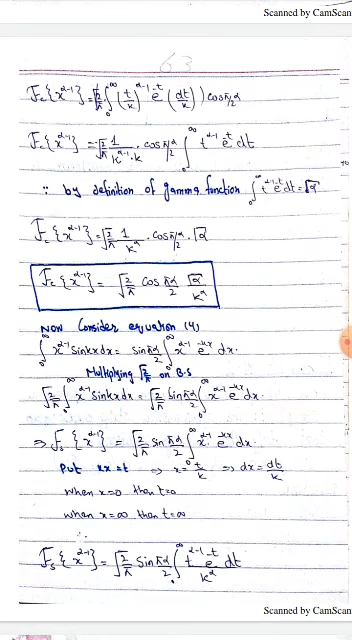 Scanned by CamScan
63
F_c{x^{α-1}} = √(2/π) ∫_0^∞ (t/k)^{α-1} e^{-t} (dt/k) cos πα/2
F_c{x^{α-1}} = √(2/π) 1/(k^{α-1}·k) · cos πα/2 ∫_0^∞ t^{α-1} e^{-t} dt
∵ by definition of gamma function ∫_0^∞ t^{α-1} e^{-t} dt = Γα
F_c{x^{α-1}} = √(2/π) 1/k^α · cos πα/2 · Γα
F_c{x^{α-1}} = √(2/π) cos πα/2 Γα/k^α
Now Consider equation (4)
∫_0^∞ x^{α-1} sinkx dx = sin πα/2 ∫_0^∞ x^{α-1} e^{-kx} dx.
Multiplying √(2/π) on B.S
√(2/π) ∫_0^∞ x^{α-1} sinkx dx = √(2/π) sin πα/2 ∫_0^∞ x^{α-1} e^{-kx} dx.
⇒ F_s{x^{α-1}} = √(2/π) sin πα/2 ∫_0^∞ x^{α-1} e^{-kx} dx.
Put kx = t ⇒ x = t/k ⇒ dx = dt/k
when x=0 then t=0
when x=∞ then t=∞
∴
F_s{x^{α-1}} = √(2/π) sin πα/2 ∫_0^∞ t^{α-1} e^{-t}/k^α dt
Scanned by CamScan